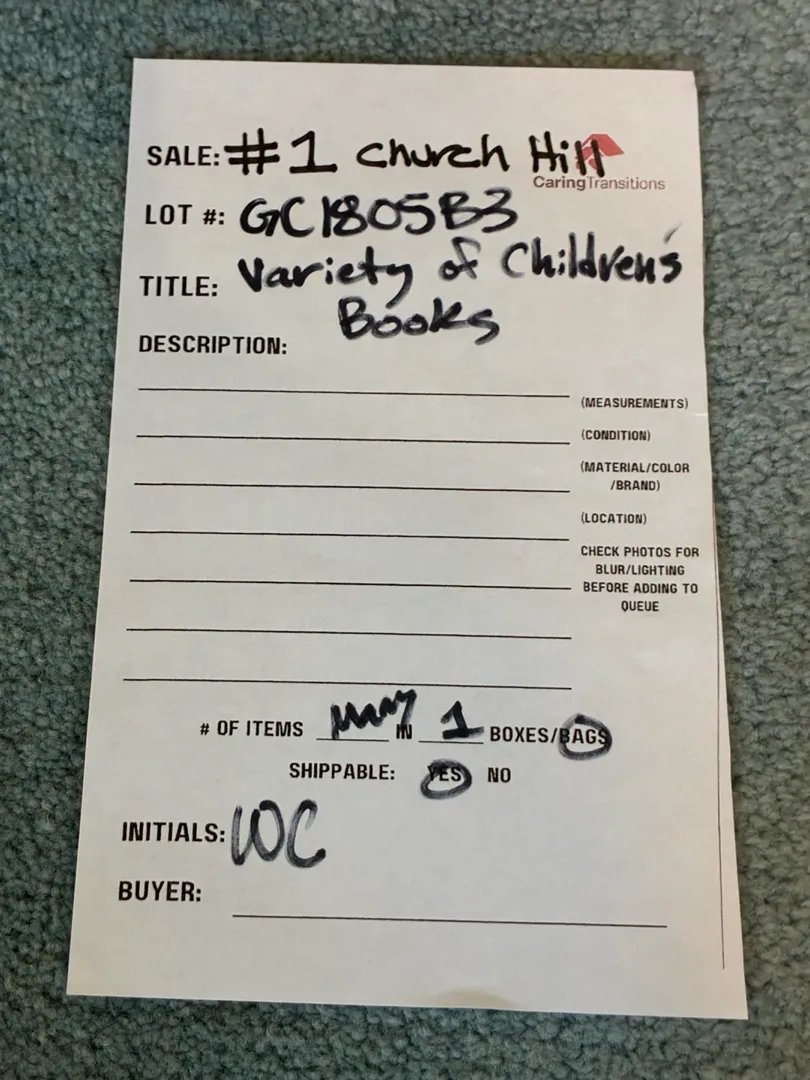 SALE: #1 Church Hill
CaringTransitions
LOT #: GC1805B3
TITLE: Variety of Children's
Books
DESCRIPTION:
(MEASUREMENTS)
(CONDITION)
(MATERIAL/COLOR
/BRAND)
(LOCATION)
CHECK PHOTOS FOR
BLUR/LIGHTING
BEFORE ADDING TO
QUEUE
# OF ITEMS Many IN 1 BOXES/BAGS
SHIPPABLE: YES NO
INITIALS: WC
BUYER: